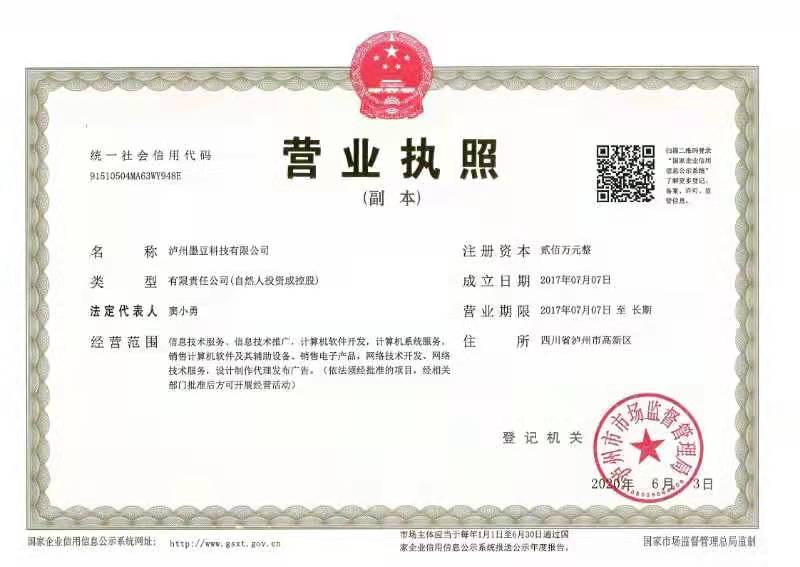 营业执照
(副 本)
统一社会信用代码
91510504MA63WY948E
扫描二维码登录
“国家企业信用
信息公示系统”
了解更多登记、
备案、许可、监
管信息。
名 称 泸州墨豆科技有限公司
类 型 有限责任公司(自然人投资或控股)
法定代表人 窦小勇
经营范围 信息技术服务、信息技术推广，计算机软件开发，计算机系统服务，
销售计算机软件及其辅助设备、销售电子产品，网络技术开发、网络
技术服务，设计制作代理发布广告。（依法须经批准的项目，经相关
部门批准后方可开展经营活动）
注册资本 贰佰万元整
成立日期 2017年07月07日
营业期限 2017年07月07日 至 长期
住 所 四川省泸州市高新区
登记机关
州市市场监督管理局
2020年 6月 3日
国家企业信用信息公示系统网址： http://www.gsxt.gov.cn
市场主体应当于每年1月1日至6月30日通过国
家企业信用信息公示系统报送公示年度报告。
国家市场监督管理总局监制